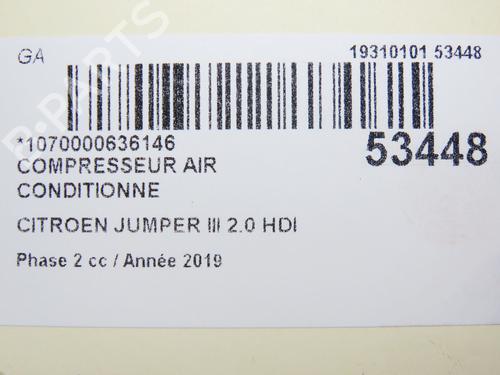 GA
19310101 53448
*1070000636146
53448
COMPRESSEUR AIR
CONDITIONNE
CITROEN JUMPER III 2.0 HDI
Phase 2 cc / Année 2019
B-PARTS